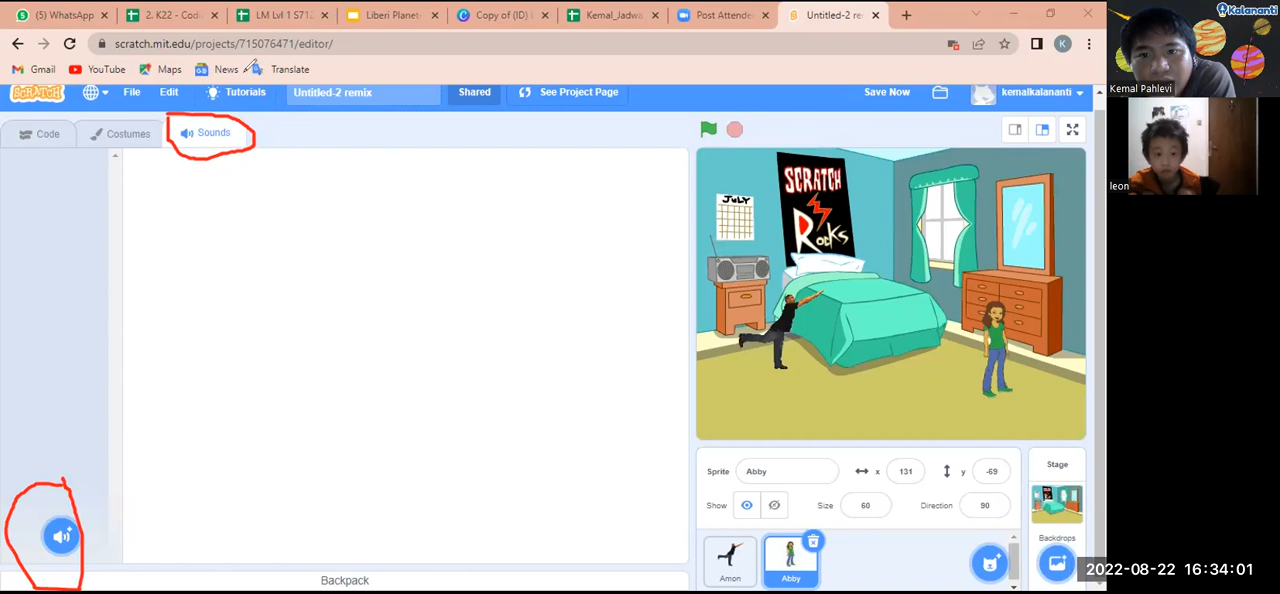 (5) WhatsApp
2. K22 - Codi
LM Lvl 1 S712
Liberi Planet
Copy of (ID) I
Kemal_Jadwa
Post Attende
Untitled-2 re
scratch.mit.edu/projects/715076471/editor/
K
Gmail
YouTube
Maps
News
Translate
SCRATCH
File
Edit
Tutorials
Untitled-2 remix
Shared
See Project Page
Save Now
kemalkalananti
Code
Costumes
Sounds
JULY
SCRATCH
Rocks
Sprite
Abby
x
131
y
-69
Show
Size
60
Direction
90
Stage
Backdrops
Amon
Abby
Backpack
Kalananti
Kemal Pahlevi
leon
2022-08-22 16:34:01